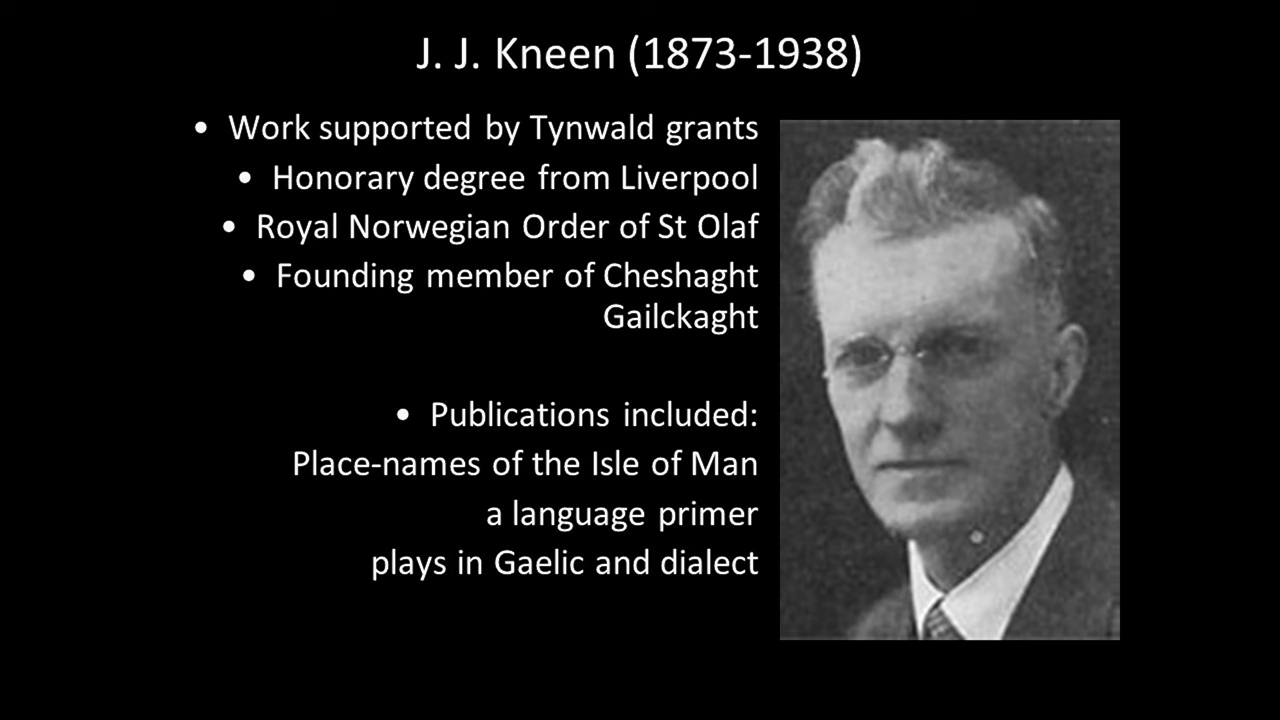 J. J. Kneen (1873-1938)
• Work supported by Tynwald grants
• Honorary degree from Liverpool
• Royal Norwegian Order of St Olaf
• Founding member of Cheshaght
Gailckaght
• Publications included:
Place-names of the Isle of Man
a language primer
plays in Gaelic and dialect